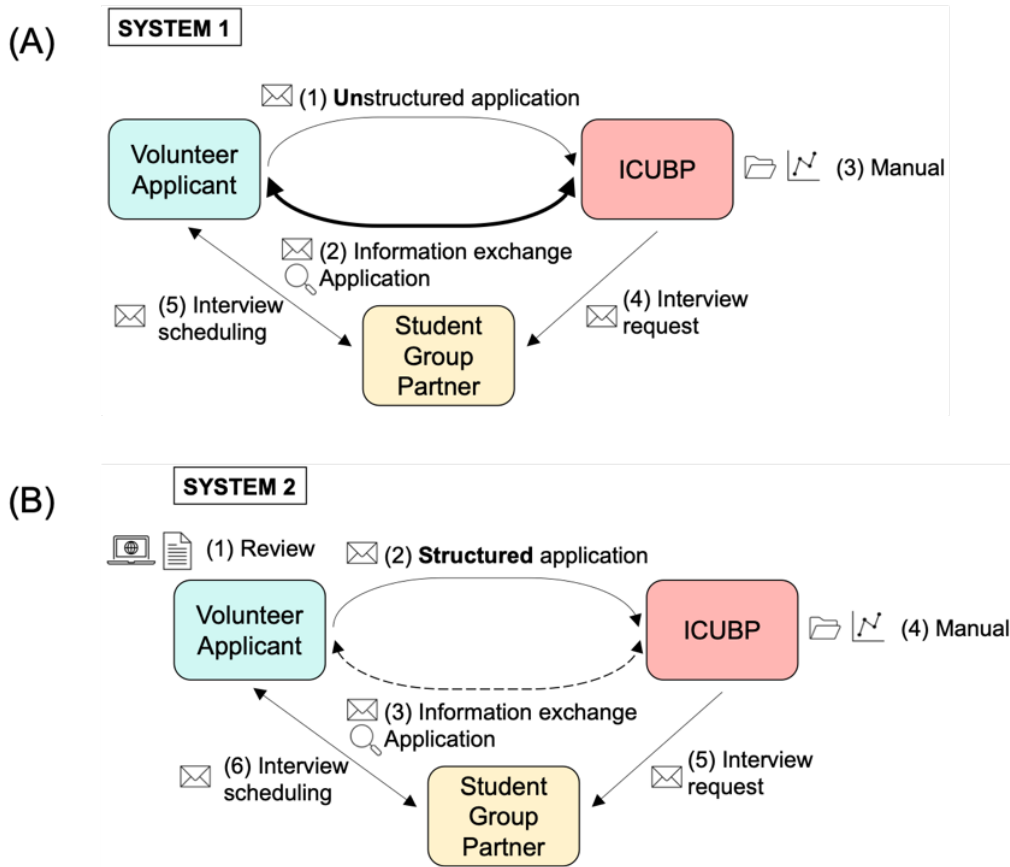 (A)
SYSTEM 1
(1) Unstructured application
Volunteer
Applicant
ICUBP
(3) Manual
(2) Information exchange
Application
(5) Interview
scheduling
(4) Interview
request
Student
Group
Partner
(B)
SYSTEM 2
(1) Review
(2) Structured application
Volunteer
Applicant
ICUBP
(4) Manual
(3) Information exchange
Application
(6) Interview
scheduling
(5) Interview
request
Student
Group
Partner